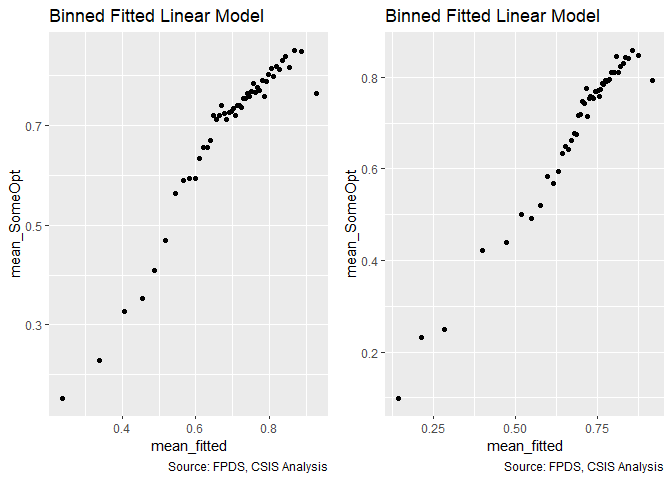 Binned Fitted Linear Model
mean_SomeOpt
0.7
0.5
0.3
0.4
0.6
0.8
mean_fitted
Source: FPDS, CSIS Analysis
Binned Fitted Linear Model
mean_SomeOpt
0.8
0.6
0.4
0.2
0.25
0.50
0.75
mean_fitted
Source: FPDS, CSIS Analysis